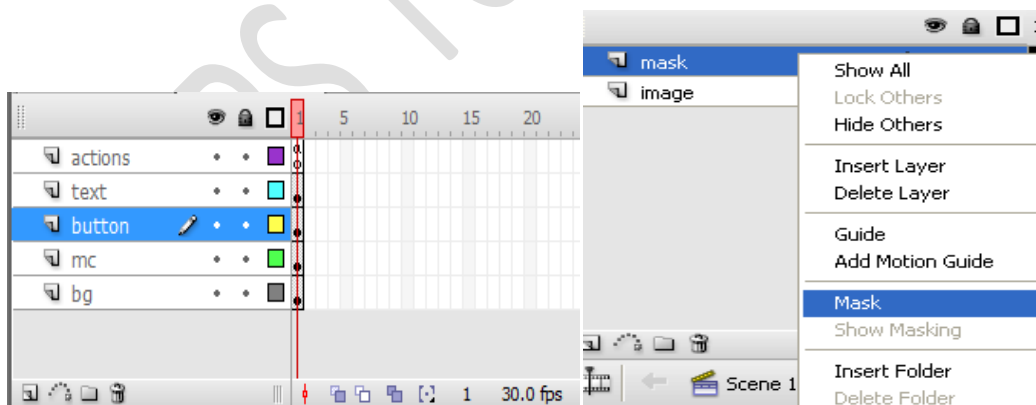 1 5 10 15 20
actions
text
button
mc
bg
1 30.0 fps
mask
image
Scene 1
Show All
Lock Others
Hide Others
Insert Layer
Delete Layer
Guide
Add Motion Guide
Mask
Show Masking
Insert Folder
Delete Folder